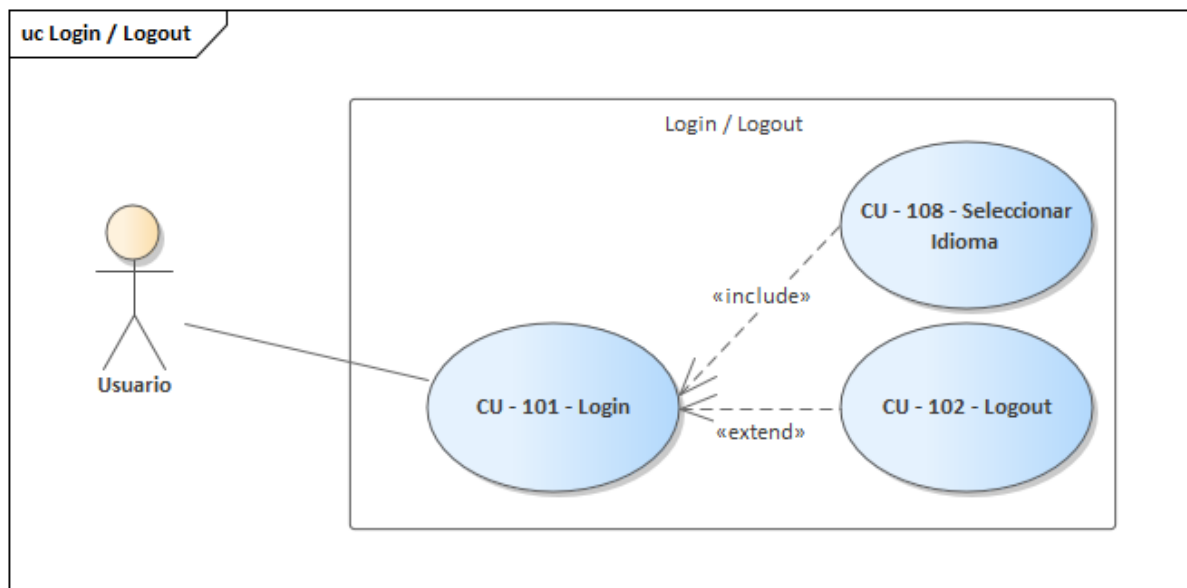 uc Login / Logout
Login / Logout
CU - 108 - Seleccionar
Idioma
«include»
CU - 101 - Login
CU - 102 - Logout
«extend»
Usuario